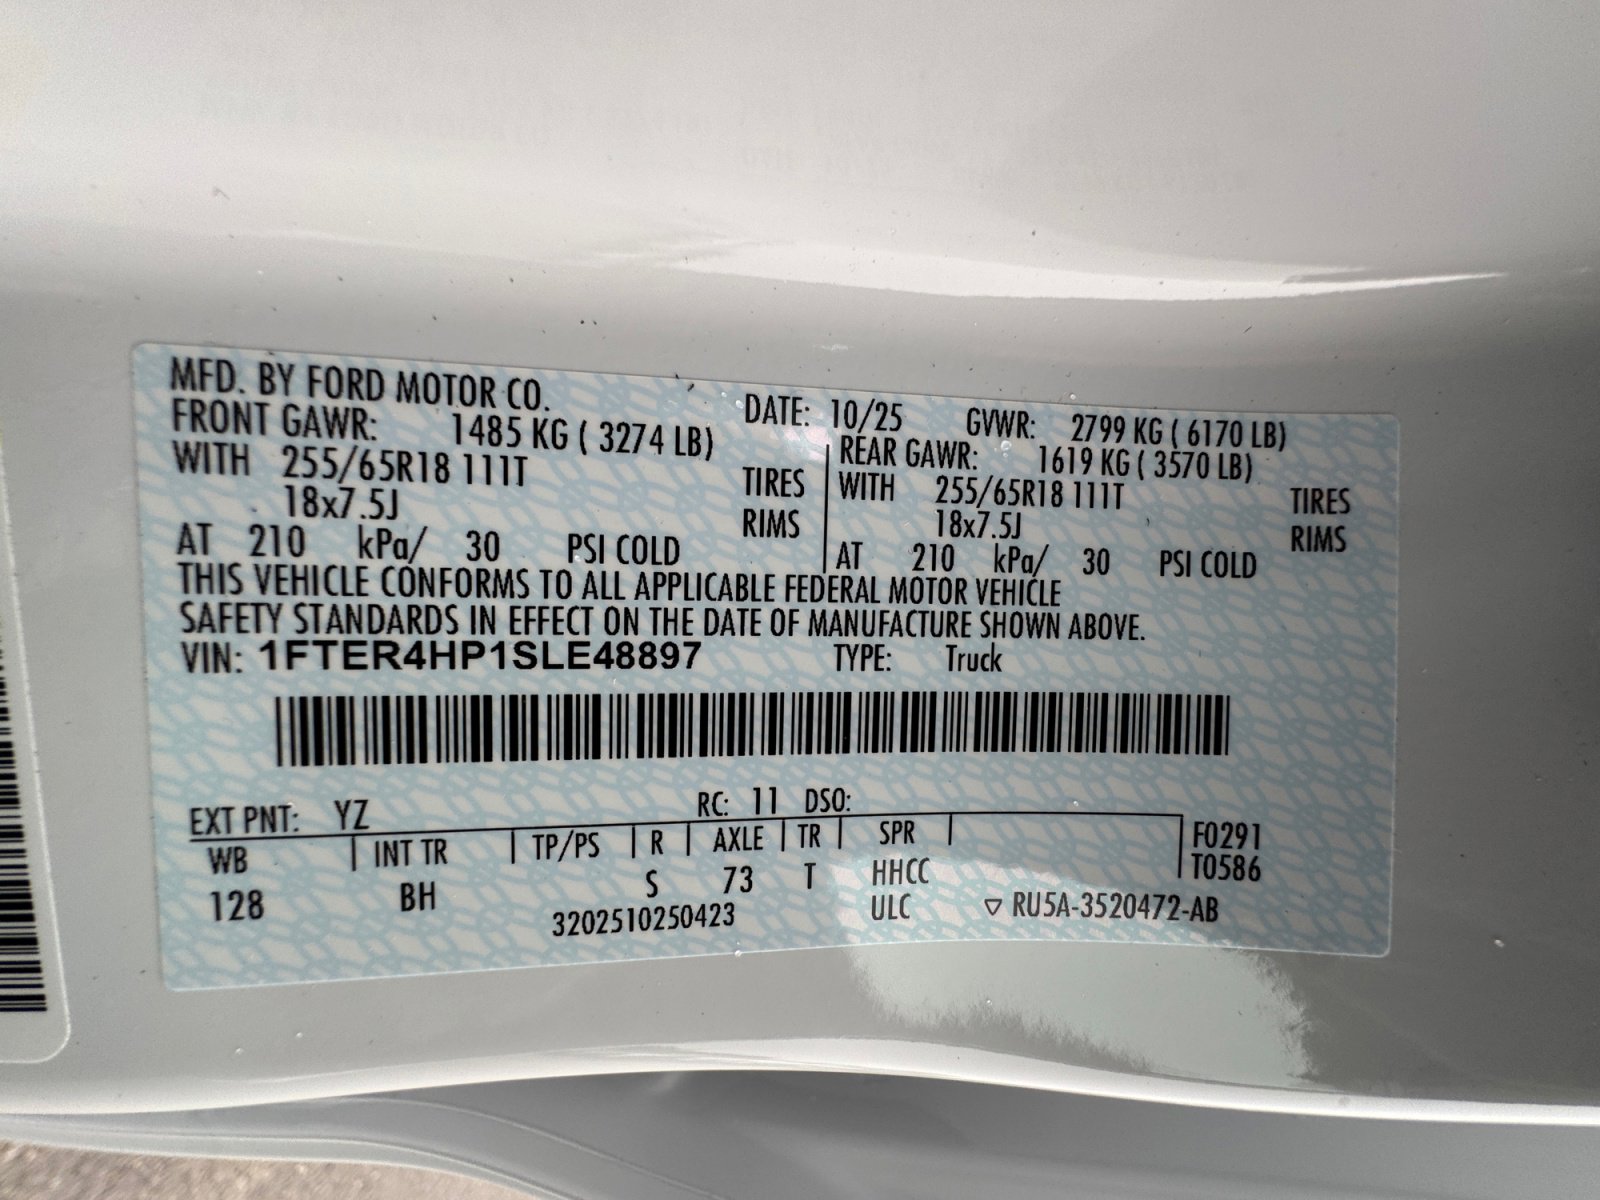 MFD. BY FORD MOTOR CO.
DATE: 10/25 GVWR: 2799 KG ( 6170 LB)
FRONT GAWR: 1485 KG ( 3274 LB)
WITH 255/65R18 111T TIRES
18x7.5J RIMS
AT 210 kPa/ 30 PSI COLD
REAR GAWR: 1619 KG ( 3570 LB)
WITH 255/65R18 111T TIRES
18x7.5J RIMS
AT 210 kPa/ 30 PSI COLD
THIS VEHICLE CONFORMS TO ALL APPLICABLE FEDERAL MOTOR VEHICLE
SAFETY STANDARDS IN EFFECT ON THE DATE OF MANUFACTURE SHOWN ABOVE.
VIN: 1FTER4HP1SLE48897 TYPE: Truck
EXT PNT: YZ RC: 11 DSO:
WB INT TR TP/PS R AXLE TR SPR F0291
128 BH S 73 T HHCC T0586
3202510250423 ULC ▽ RU5A-3520472-AB